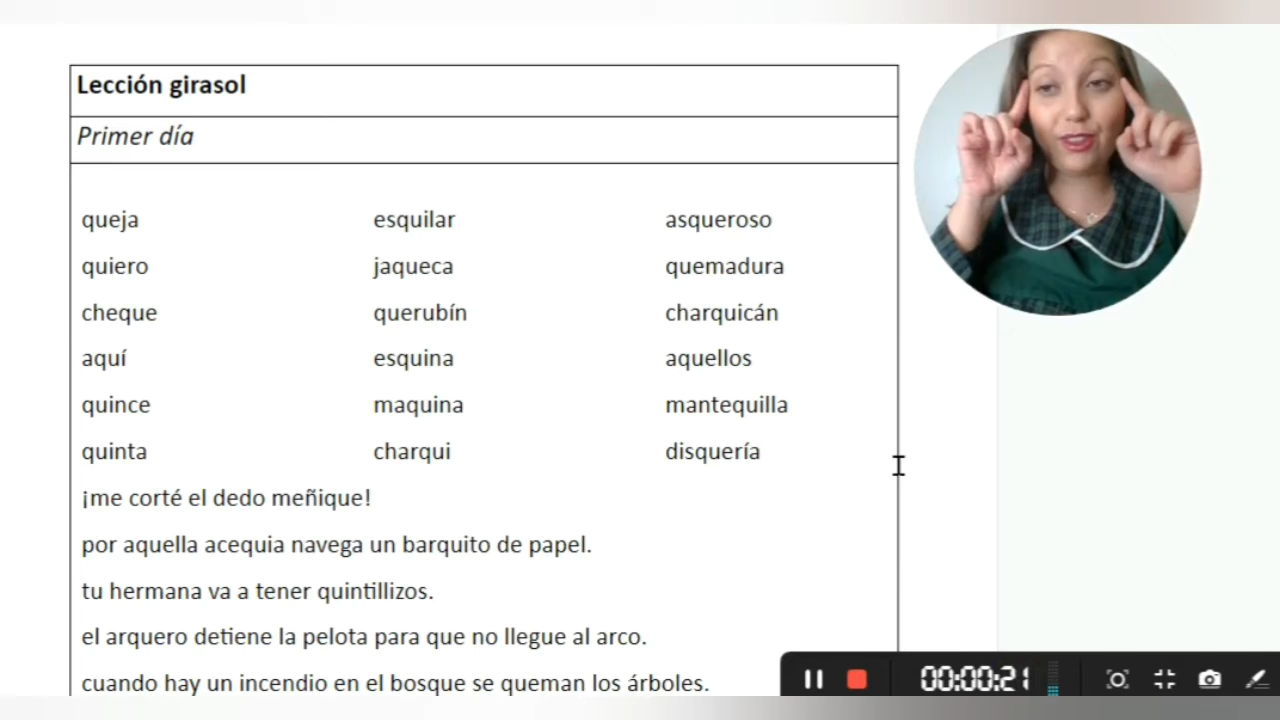 Lección girasol
Primer día
queja esquilar asqueroso
quiero jaqueca quemadura
cheque querubín charquicán
aquí esquina aquellos
quince maquina mantequilla
quinta charqui disquería
¡me corté el dedo meñique!
por aquella acequia navega un barquito de papel.
tu hermana va a tener quintillizos.
el arquero detiene la pelota para que no llegue al arco.
cuando hay un incendio en el bosque se queman los árboles.
00:00:21